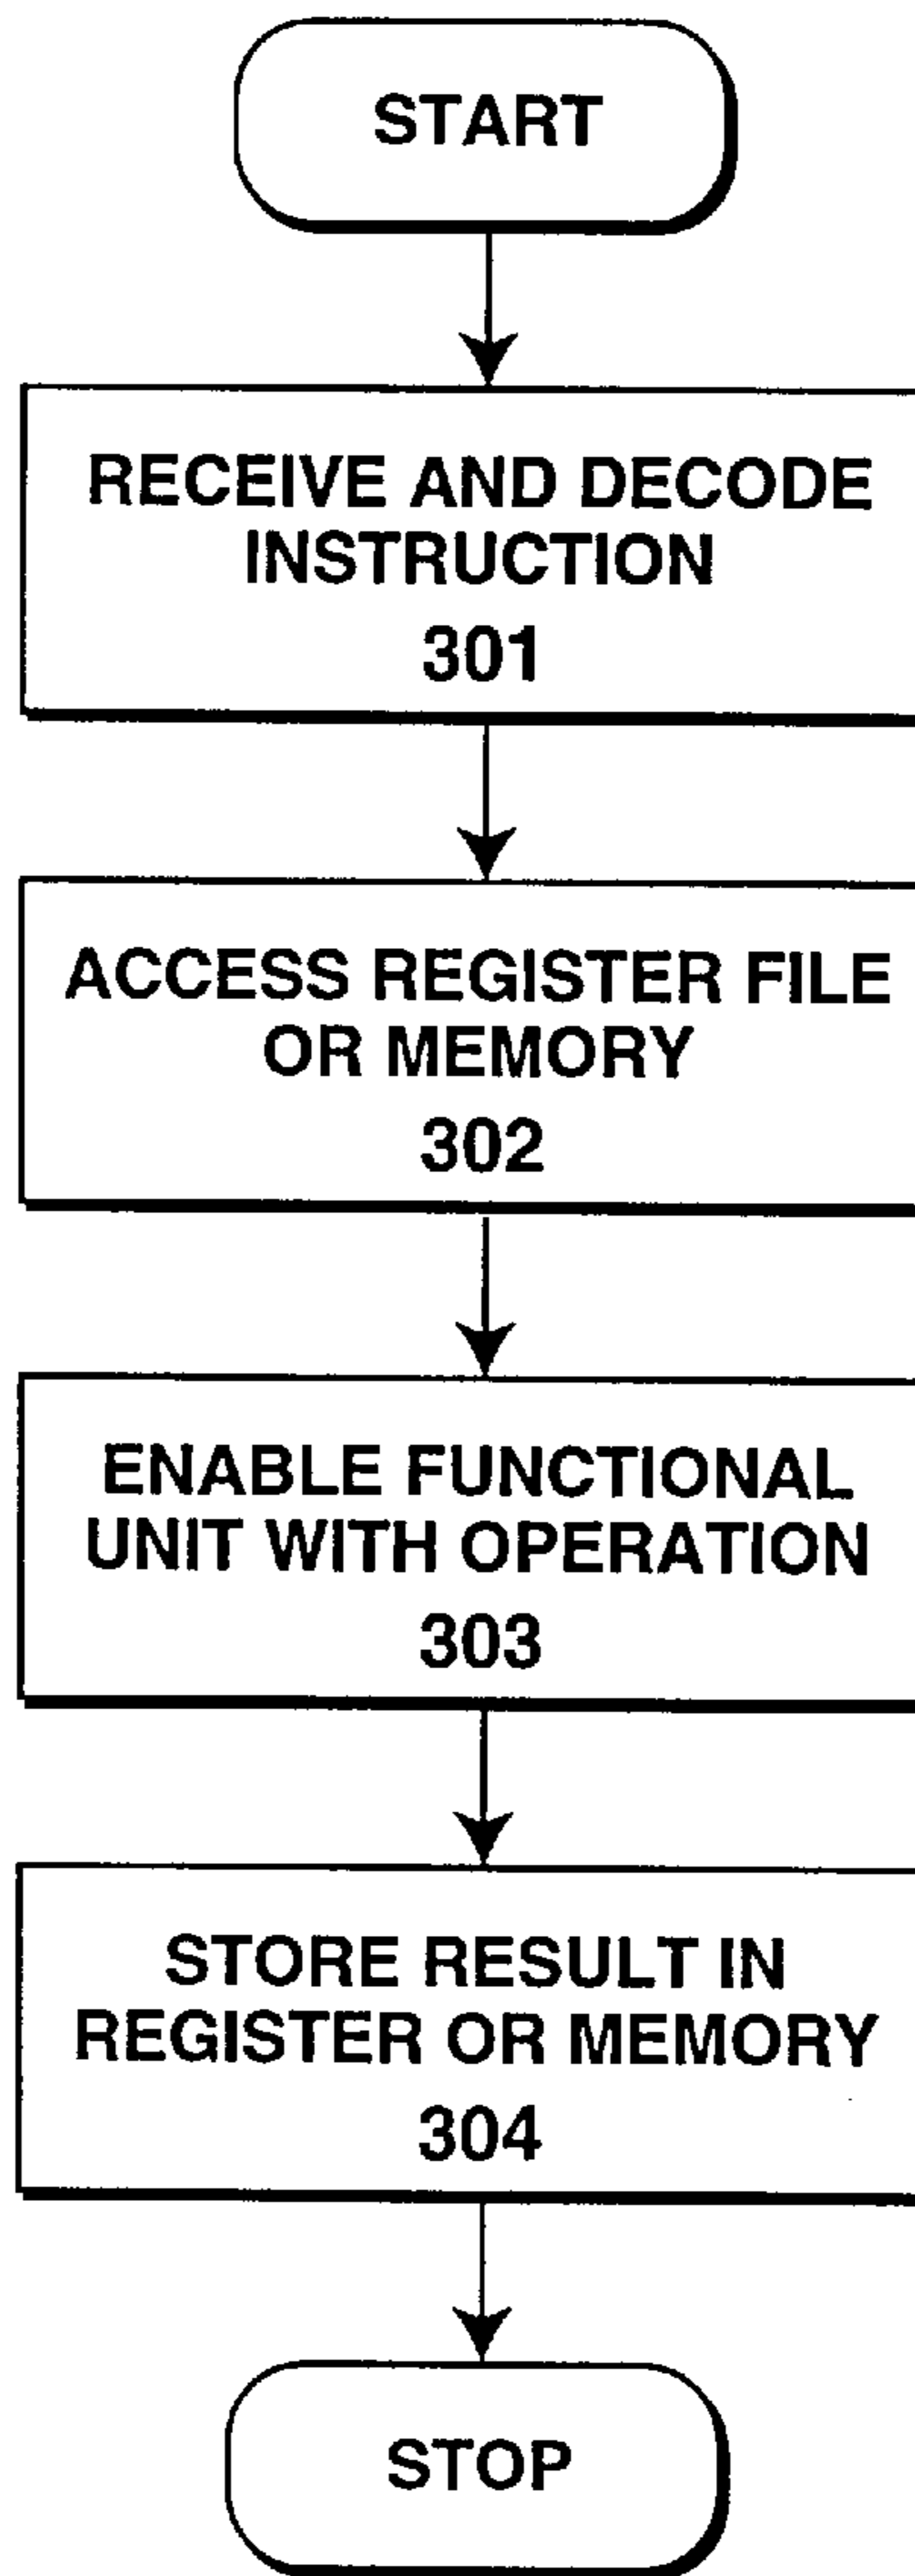 START
RECEIVE AND DECODE
INSTRUCTION
301
ACCESS REGISTER FILE
OR MEMORY
302
ENABLE FUNCTIONAL
UNIT WITH OPERATION
303
STORE RESULT IN
REGISTER OR MEMORY
304
STOP